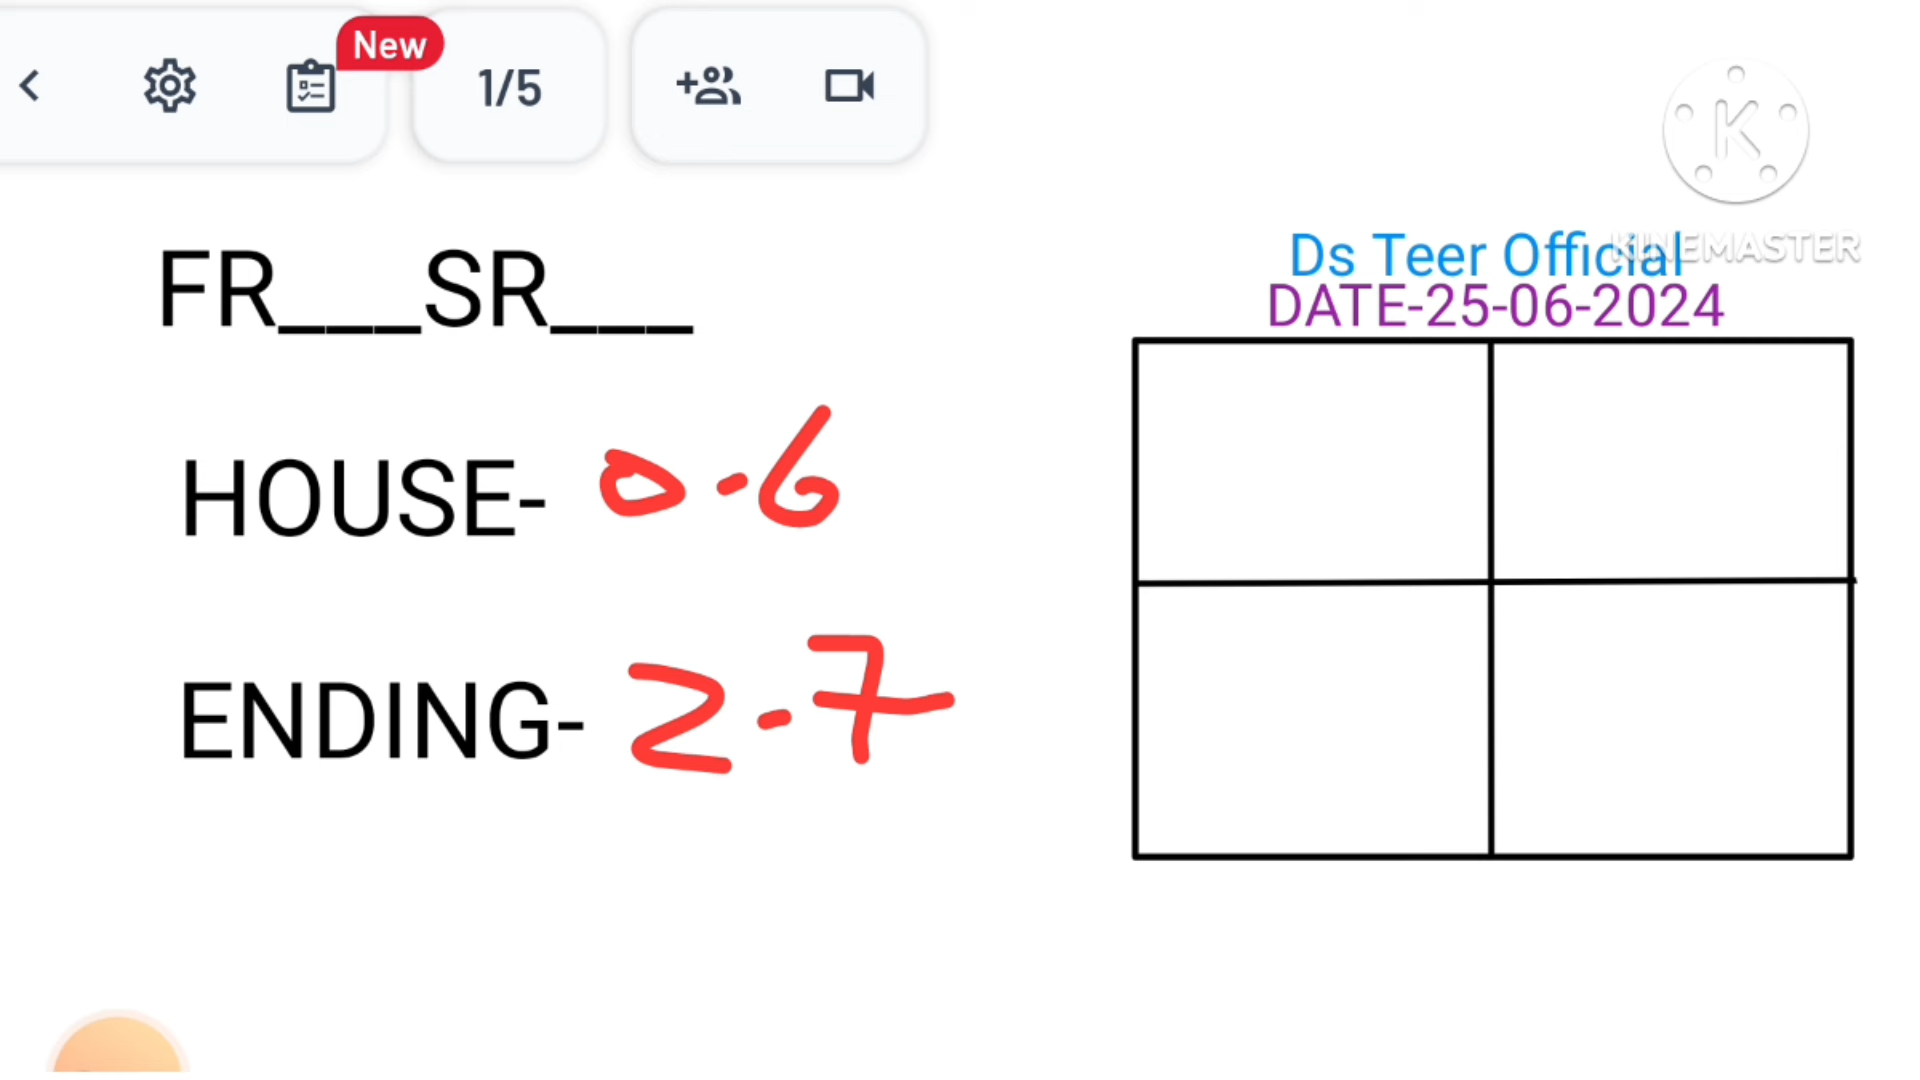 New
1/5
K
KINEMASTER
Ds Teer Official
DATE-25-06-2024
FR___SR___
HOUSE- 0.6
ENDING- 2.7